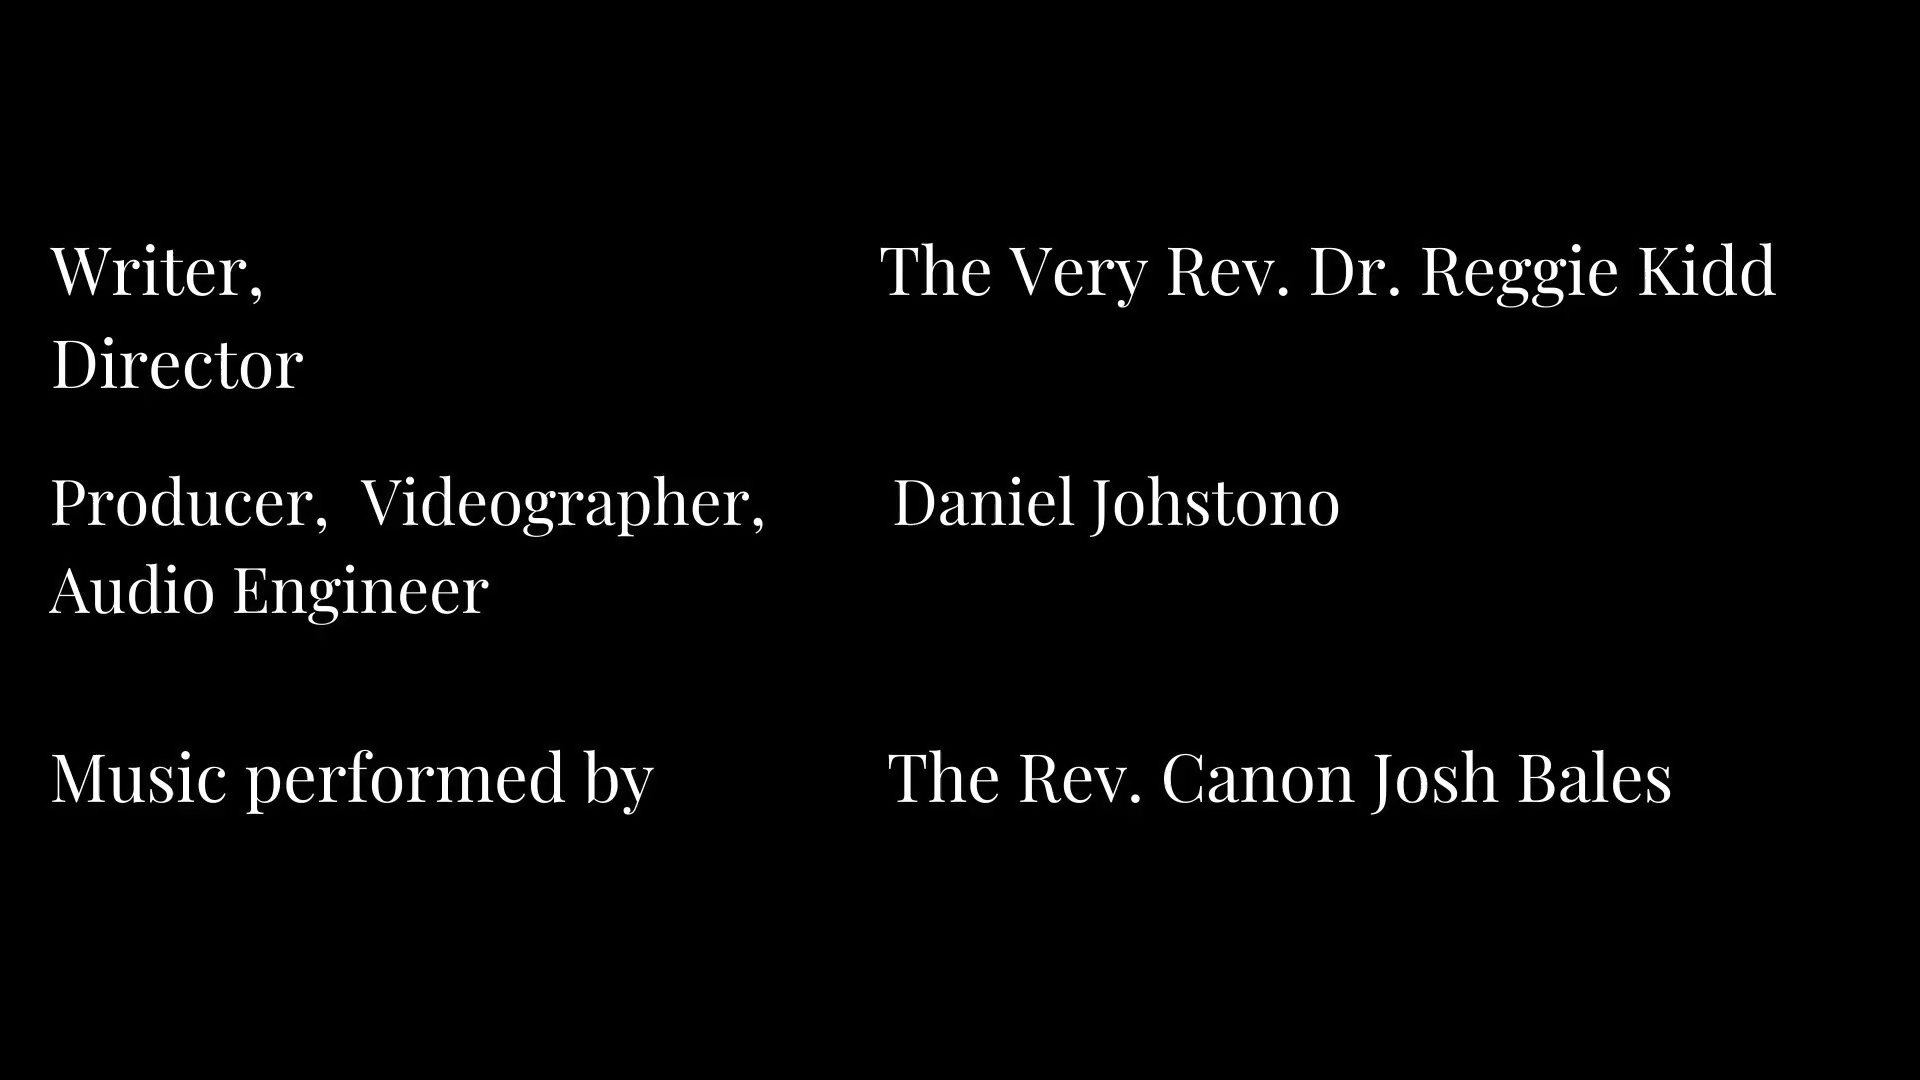 Writer, The Very Rev. Dr. Reggie Kidd
Director
Producer, Videographer, Daniel Johstono
Audio Engineer
Music performed by The Rev. Canon Josh Bales